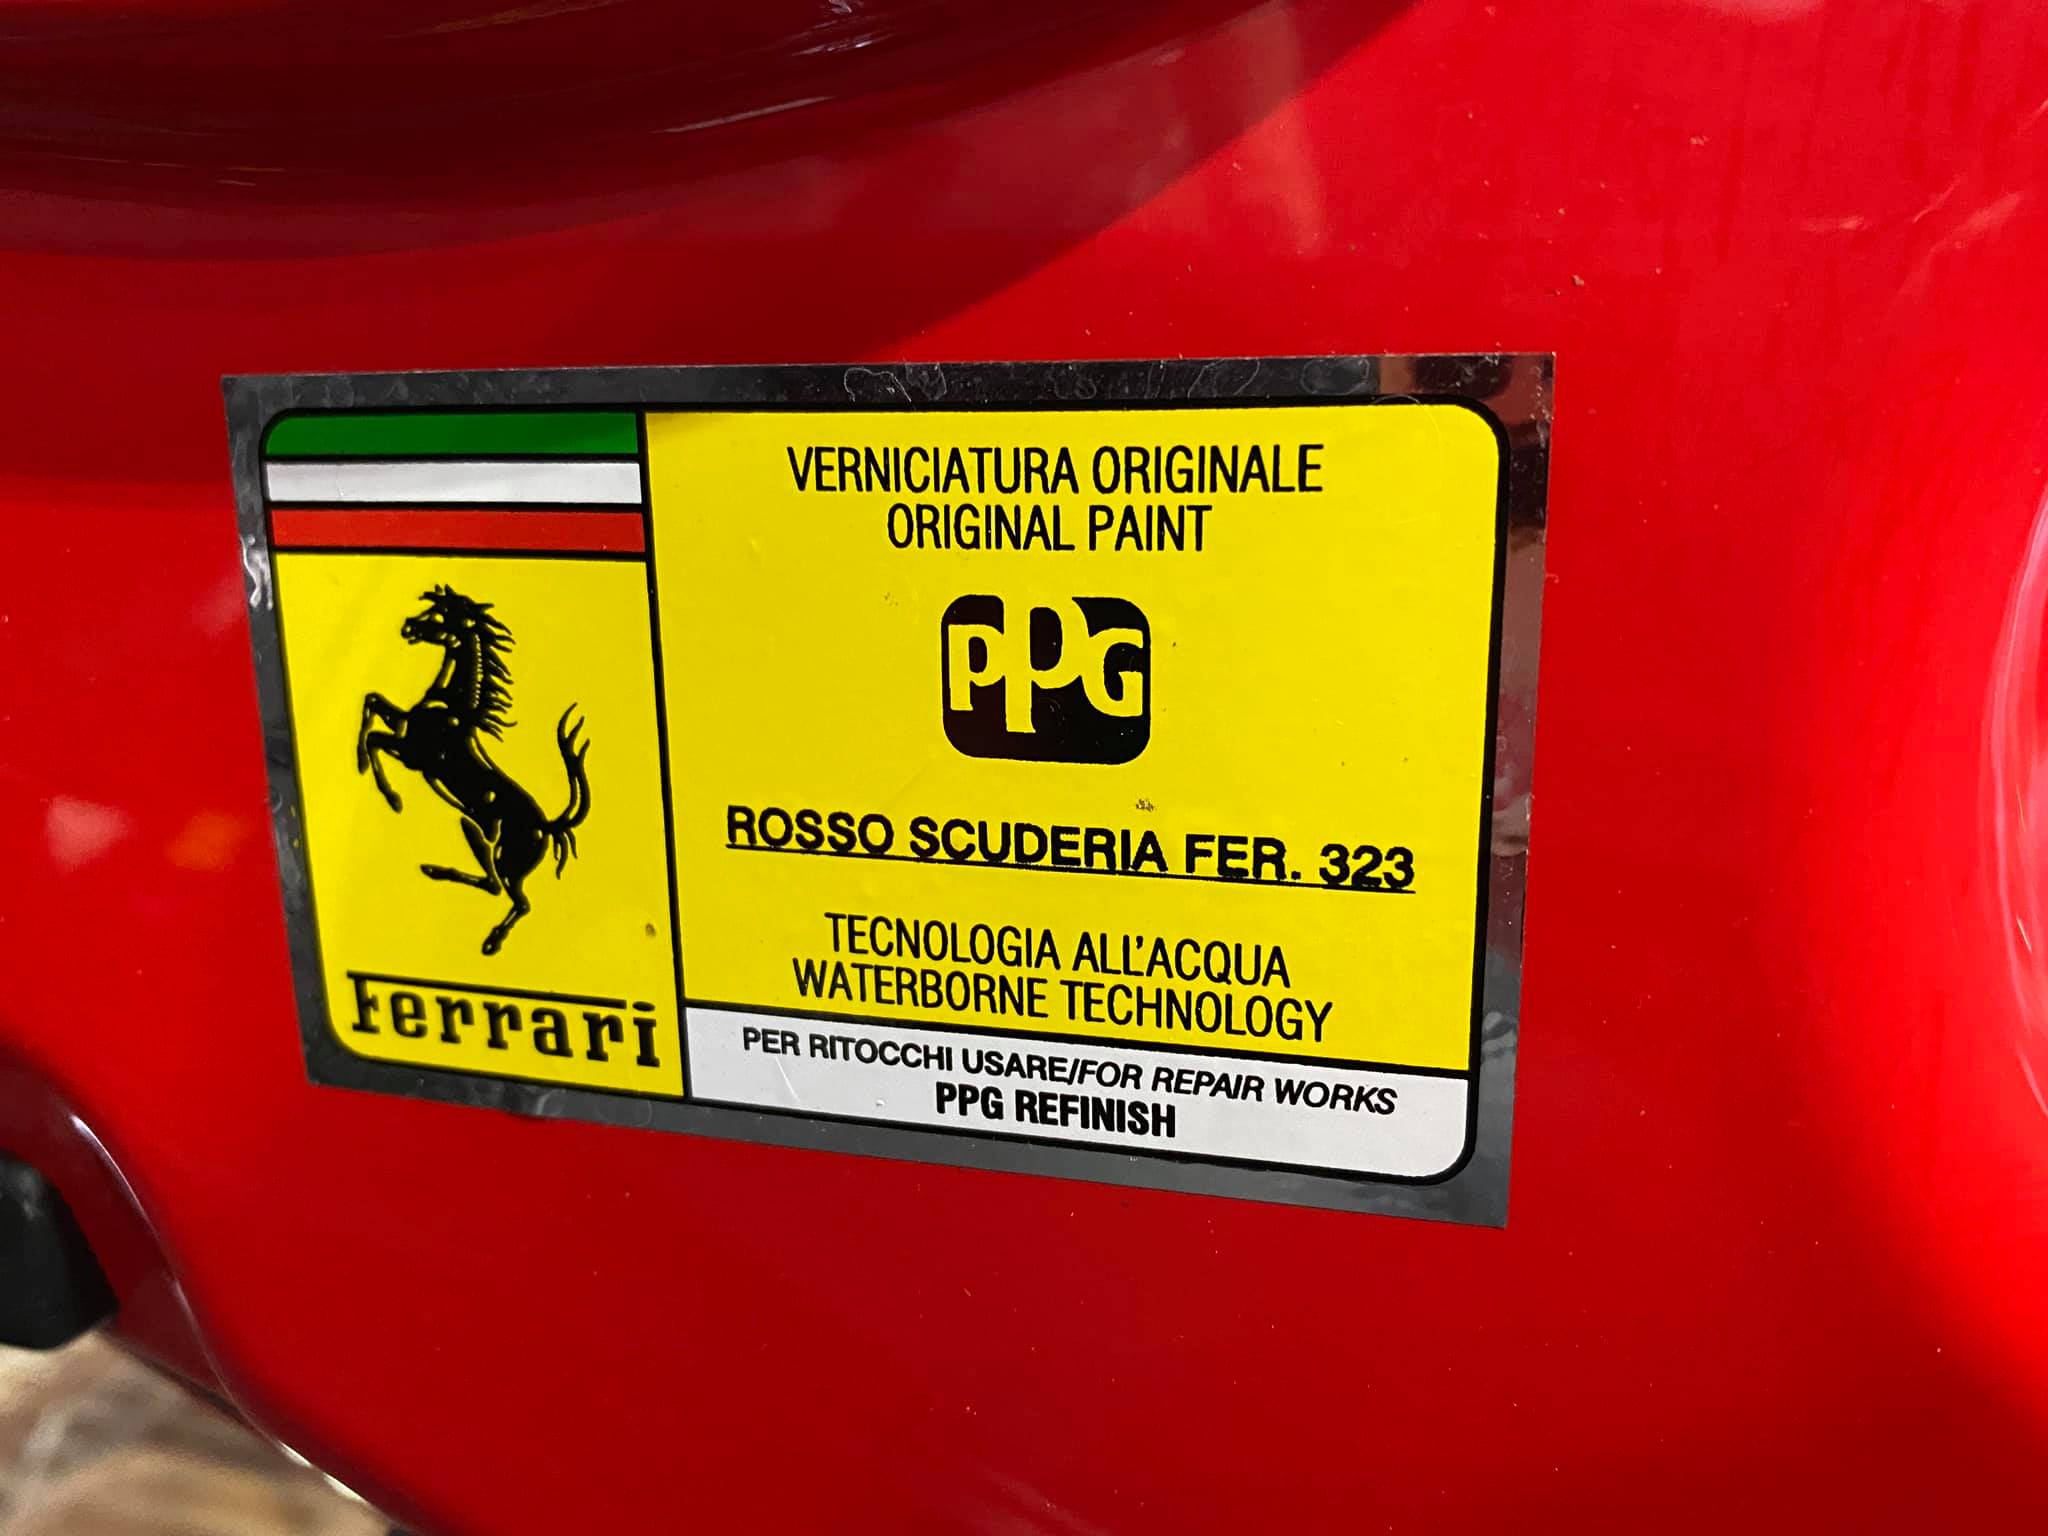 VERNICIATURA ORIGINALE
ORIGINAL PAINT
PPG
ROSSO SCUDERIA FER. 323
TECNOLOGIA ALL'ACQUA
WATERBORNE TECHNOLOGY
Ferrari
PER RITOCCHI USARE/FOR REPAIR WORKS
PPG REFINISH